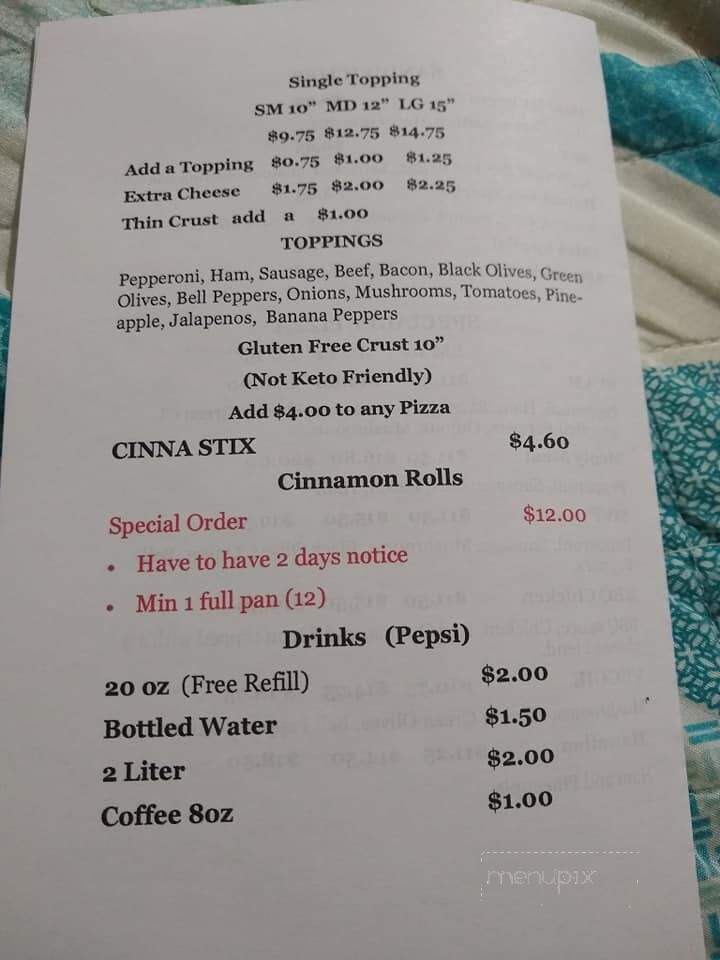 Single Topping
SM 10” MD 12” LG 15”
$9.75 $12.75 $14.75
Add a Topping $0.75 $1.00 $1.25
Extra Cheese $1.75 $2.00 $2.25
Thin Crust add a $1.00
TOPPINGS
Pepperoni, Ham, Sausage, Beef, Bacon, Black Olives, Green
Olives, Bell Peppers, Onions, Mushrooms, Tomatoes, Pine-
apple, Jalapenos, Banana Peppers
Gluten Free Crust 10”
(Not Keto Friendly)
Add $4.00 to any Pizza
CINNA STIX $4.60
Cinnamon Rolls
Special Order $12.00
• Have to have 2 days notice
• Min 1 full pan (12)
Drinks (Pepsi)
20 oz (Free Refill) $2.00
Bottled Water $1.50
2 Liter $2.00
Coffee 8oz $1.00
menupix